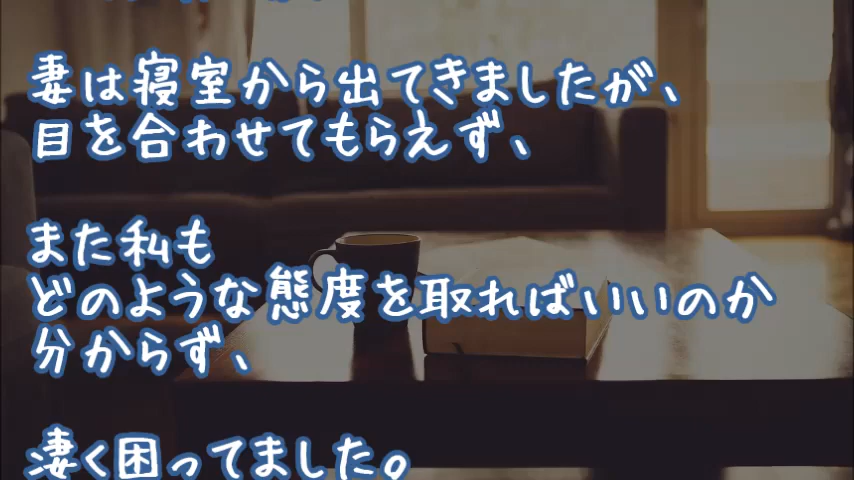 妻は寝室から出てきましたが、
目を合わせてもらえず、
また私も
どのような態度を取ればいいのか
分からず、
凄く困ってました。